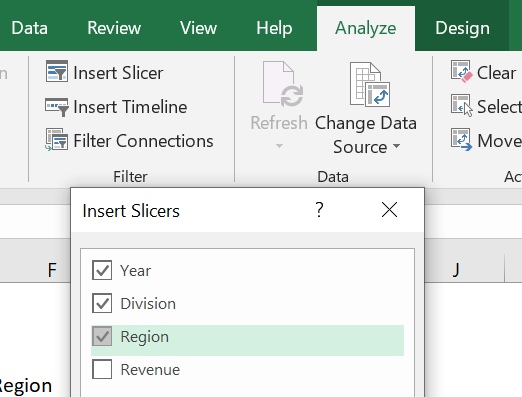 Data Review View Help Analyze Design
Insert Slicer
Insert Timeline
Filter Connections
Filter
Refresh
Change Data
Source
Data
Clear
Select
Move
Insert Slicers ? 
F J
Year
Division
Region
Revenue
Region